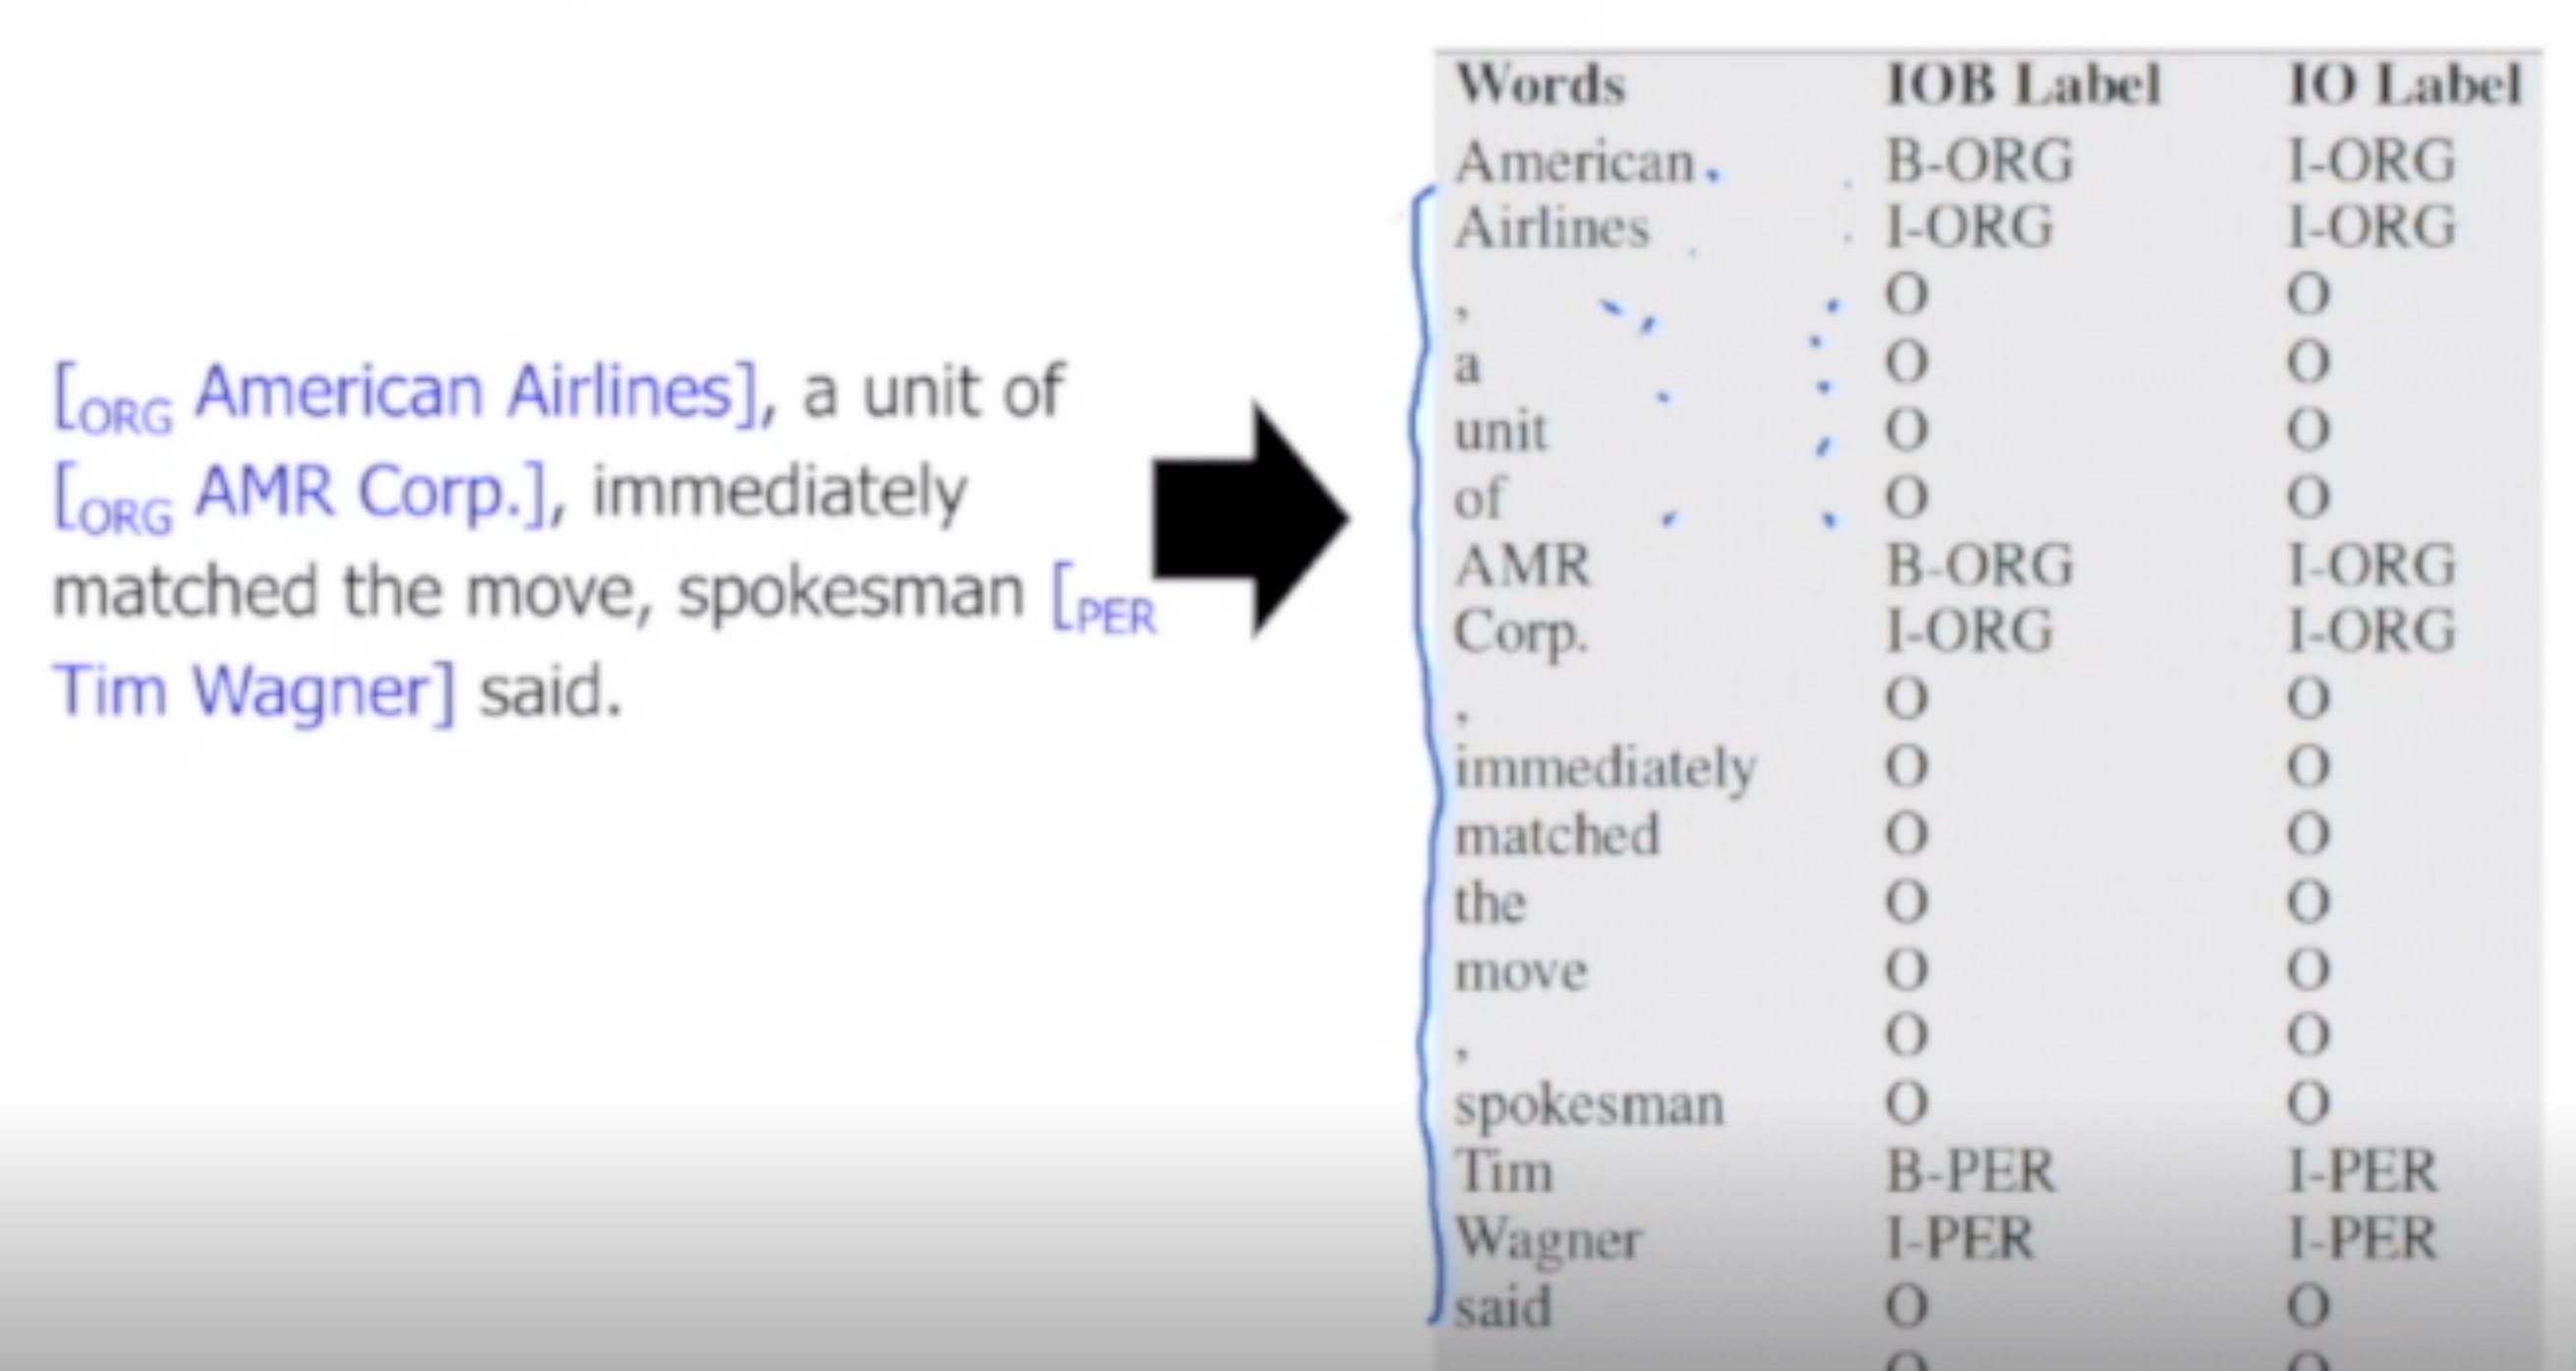 [ORG American Airlines], a unit of
[ORG AMR Corp.], immediately
matched the move, spokesman [PER
Tim Wagner] said.
Words IOB Label IO Label
American B-ORG I-ORG
Airlines I-ORG I-ORG
, O O
a O O
unit O O
of O O
AMR B-ORG I-ORG
Corp. I-ORG I-ORG
, O O
immediately O O
matched O O
the O O
move O O
, O O
spokesman O O
Tim B-PER I-PER
Wagner I-PER I-PER
said O O
O O